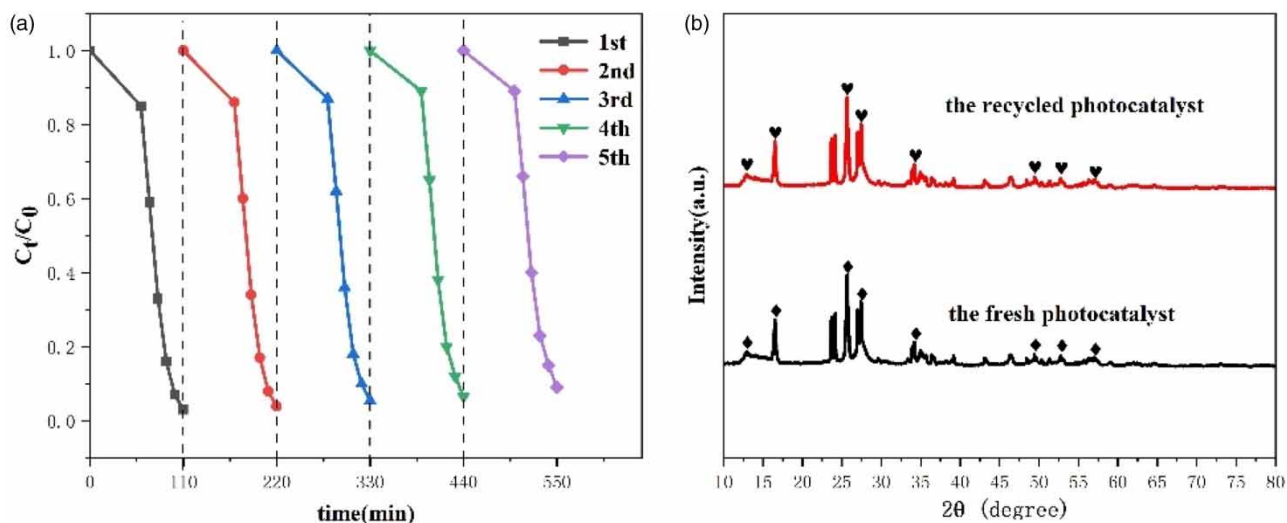 (a)
1.0
0.8
0.6
0.4
0.2
0.0
Ct/C0
0 110 220 330 440 550
time(min)
1st
2nd
3rd
4th
5th
(b)
the recycled photocatalyst
the fresh photocatalyst
Intensity(a.u.)
10 15 20 25 30 35 40 45 50 55 60 65 70 75 80
2θ (degree)